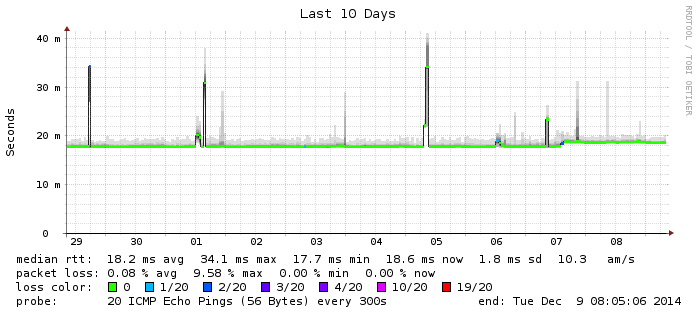 Last 10 Days
RRDTOOL / TOBI OETIKER
Seconds
40 m
30 m
20 m
10 m
0
29 30 01 02 03 04 05 06 07 08
median rtt: 18.2 ms avg 34.1 ms max 17.7 ms min 18.6 ms now 1.8 ms sd 10.3 am/s
packet loss: 0.08 % avg 9.58 % max 0.00 % min 0.00 % now
loss color: 0 1/20 2/20 3/20 4/20 10/20 19/20
probe: 20 ICMP Echo Pings (56 Bytes) every 300s end: Tue Dec 9 08:05:06 2014